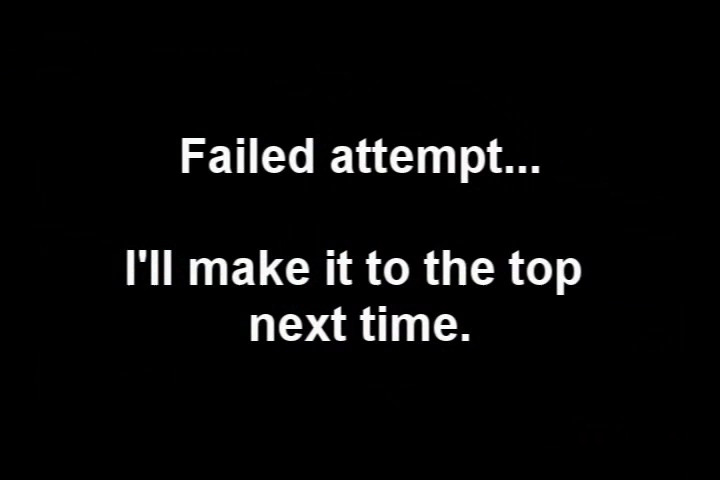 Failed attempt...
I'll make it to the top
next time.